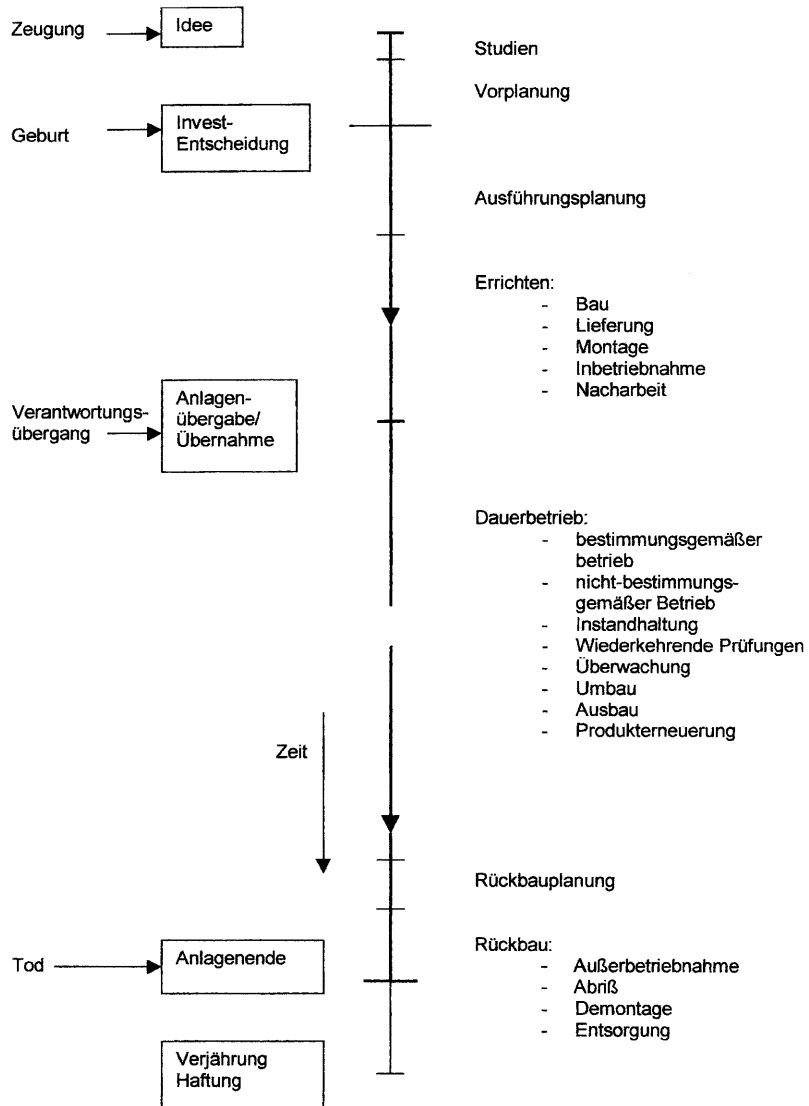 Zeugung
Idee
Studien
Vorplanung
Geburt
Invest-
Entscheidung
Ausführungsplanung
Errichten:
- Bau
- Lieferung
- Montage
- Inbetriebnahme
- Nacharbeit
Verantwortungs-
übergang
Anlagen-
übergabe/
Übernahme
Dauerbetrieb:
- bestimmungsgemäßer
betrieb
- nicht-bestimmungs-
gemäßer Betrieb
- Instandhaltung
- Wiederkehrende Prüfungen
- Überwachung
- Umbau
- Ausbau
- Produkterneuerung
Zeit
Rückbauplanung
Tod
Anlagenende
Rückbau:
- Außerbetriebnahme
- Abriß
- Demontage
- Entsorgung
Verjährung
Haftung